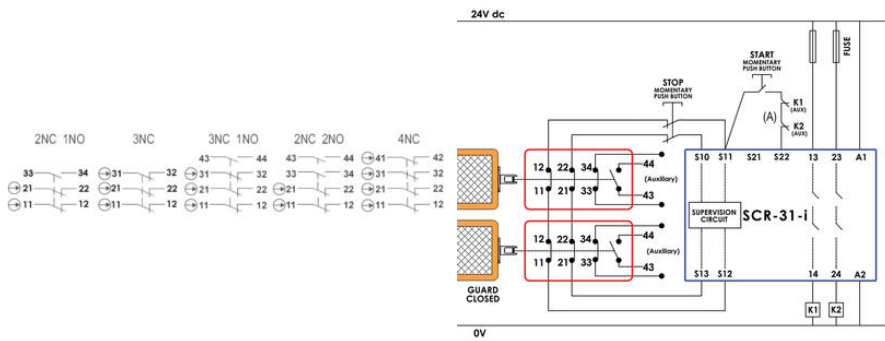 2NC 1NO
33 34
21 22
11 12
3NC
31 32
21 22
11 12
3NC 1NO
43 44
31 32
21 22
11 12
2NC 2NO
43 44
33 34
21 22
11 12
4NC
41 42
31 32
21 22
11 12
24V dc
START
MOMENTARY
PUSH BUTTON
FUSE
STOP
MOMENTARY
PUSH BUTTON
K1
(AUX)
(A)
K2
(AUX)
S10 S11 S21 S22 13 23 A1
12 22 34 44
(Auxiliary)
11 21 33 43
SUPERVISION
CIRCUIT
SCR-31-i
12 22 34 44
(Auxiliary)
11 21 33 43
S13 S12 14 24 A2
GUARD
CLOSED
K1 K2
0V